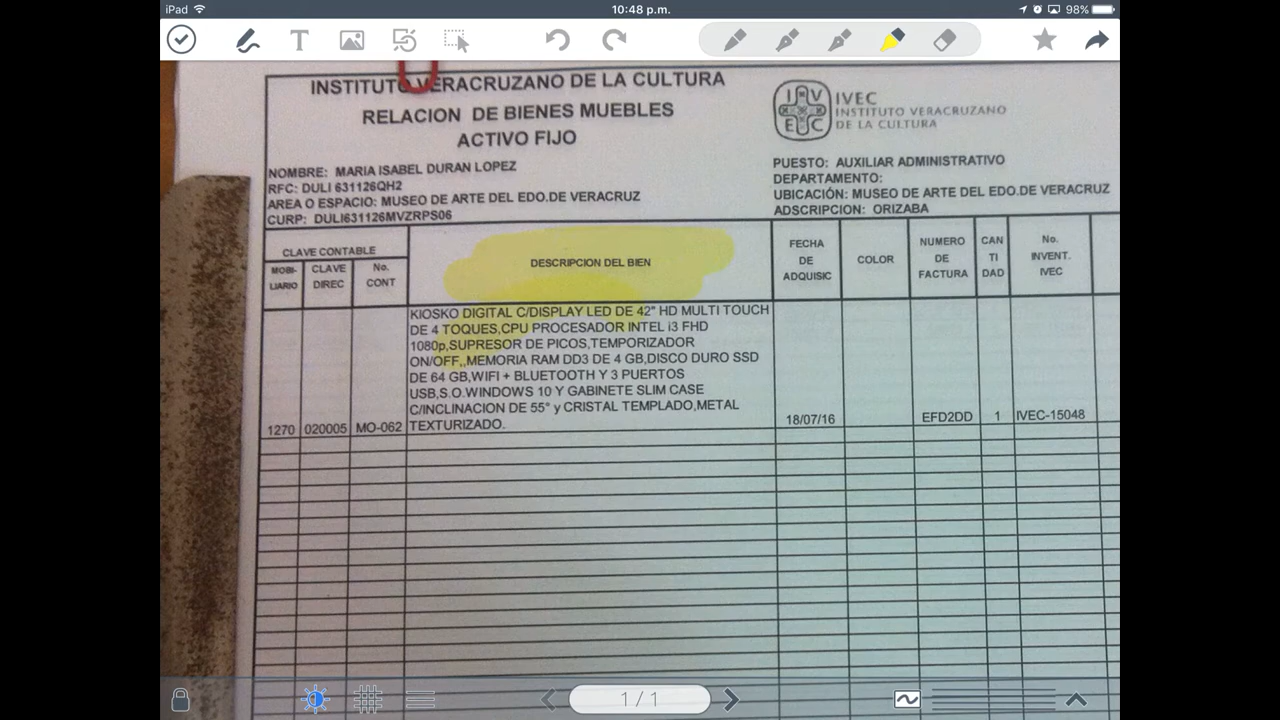 iPad
10:48 p.m.
98%
T
INSTITUTO VERACRUZANO DE LA CULTURA
RELACION DE BIENES MUEBLES
ACTIVO FIJO
IVEC
IVEC
INSTITUTO VERACRUZANO
DE LA CULTURA
NOMBRE: MARIA ISABEL DURAN LOPEZ
RFC: DULI 631126QH2
AREA O ESPACIO: MUSEO DE ARTE DEL EDO.DE VERACRUZ
CURP: DULI631126MVZRPS06
PUESTO: AUXILIAR ADMINISTRATIVO
DEPARTAMENTO:
UBICACIÓN: MUSEO DE ARTE DEL EDO.DE VERACRUZ
ADSCRIPCION: ORIZABA
CLAVE CONTABLE
MOBI-
LIARIO
CLAVE
DIREC
No.
CONT
DESCRIPCION DEL BIEN
FECHA
DE
ADQUISIC
COLOR
NUMERO
DE
FACTURA
CAN
TI
DAD
No.
INVENT.
IVEC
KIOSKO DIGITAL C/DISPLAY LED DE 42" HD MULTI TOUCH
DE 4 TOQUES,CPU PROCESADOR INTEL i3 FHD
1080p,SUPRESOR DE PICOS,TEMPORIZADOR
ON/OFF,,MEMORIA RAM DD3 DE 4 GB,DISCO DURO SSD
DE 64 GB,WIFI + BLUETOOTH Y 3 PUERTOS
USB,S.O.WINDOWS 10 Y GABINETE SLIM CASE
C/INCLINACION DE 55° y CRISTAL TEMPLADO,METAL
1270 020005 MO-062 TEXTURIZADO. 18/07/16 EFD2DD 1 IVEC-15048
1 / 1